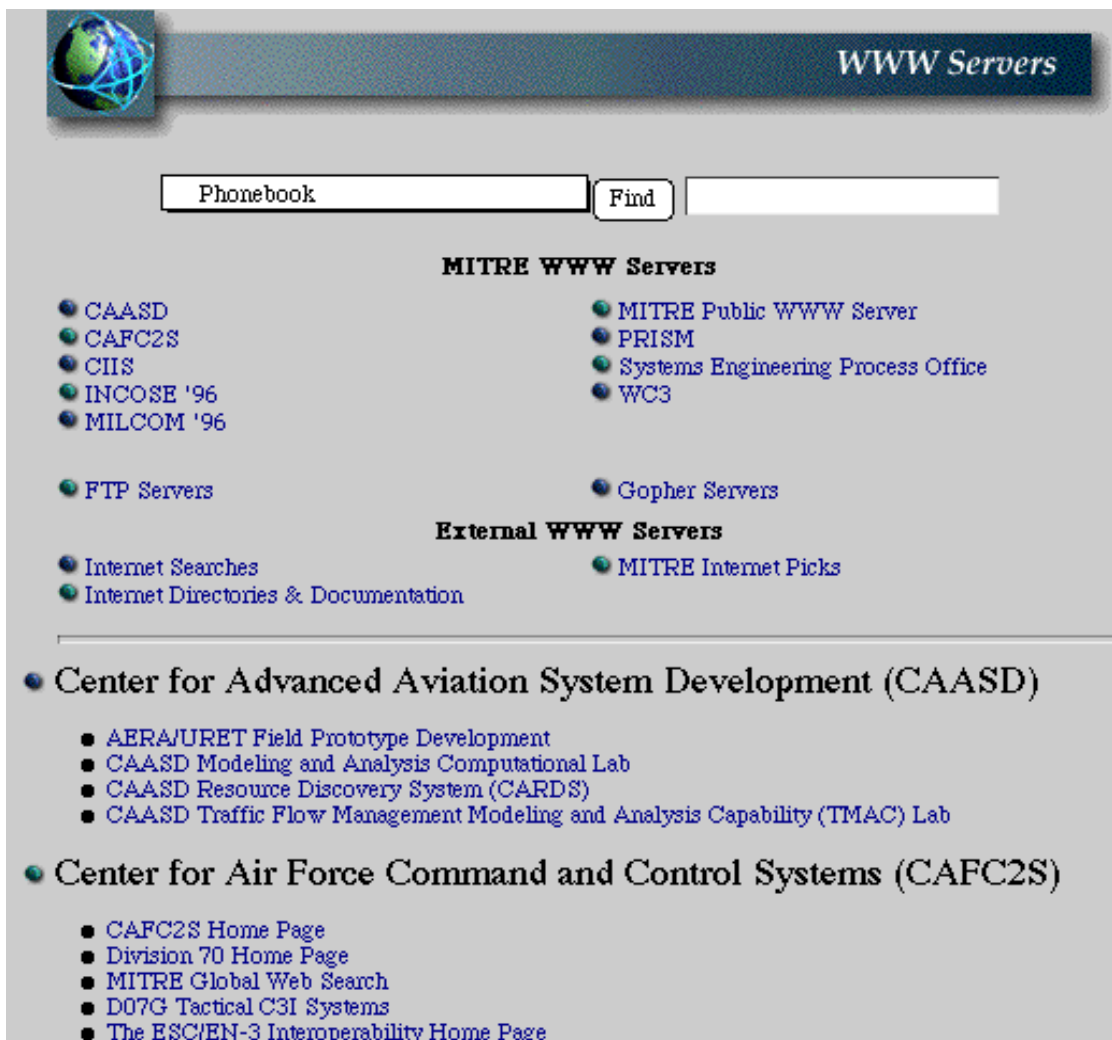 WWW Servers
Phonebook Find
MITRE WWW Servers
CAASD
CAFC2S
CIIS
INCOSE '96
MILCOM '96
MITRE Public WWW Server
PRISM
Systems Engineering Process Office
WC3
FTP Servers
Gopher Servers
External WWW Servers
Internet Searches
Internet Directories & Documentation
MITRE Internet Picks
Center for Advanced Aviation System Development (CAASD)
AERA/URET Field Prototype Development
CAASD Modeling and Analysis Computational Lab
CAASD Resource Discovery System (CARDS)
CAASD Traffic Flow Management Modeling and Analysis Capability (TMAC) Lab
Center for Air Force Command and Control Systems (CAFC2S)
CAFC2S Home Page
Division 70 Home Page
MITRE Global Web Search
D07G Tactical C3I Systems
The ESC/EN-3 Interoperability Home Page